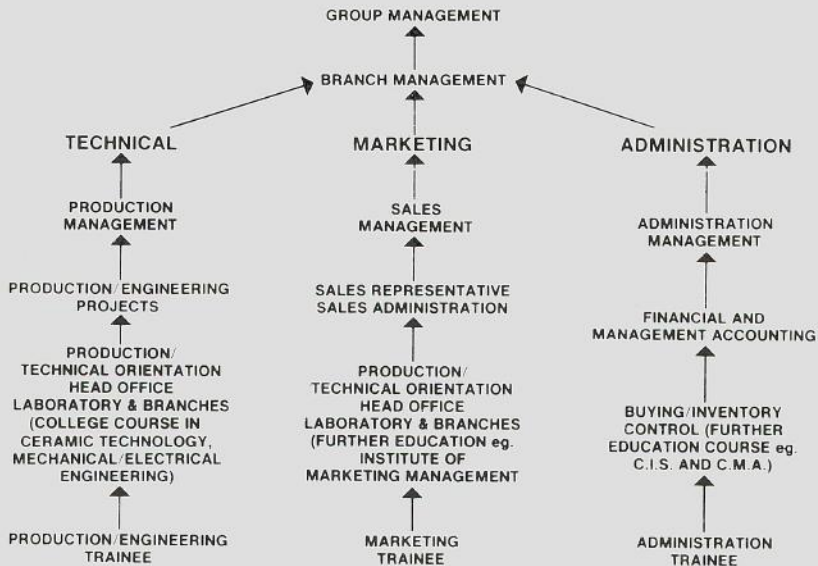 GROUP MANAGEMENT
BRANCH MANAGEMENT
TECHNICAL
PRODUCTION
MANAGEMENT
PRODUCTION/ENGINEERING
PROJECTS
PRODUCTION/
TECHNICAL ORIENTATION
HEAD OFFICE
LABORATORY & BRANCHES
(COLLEGE COURSE IN
CERAMIC TECHNOLOGY,
MECHANICAL/ELECTRICAL
ENGINEERING)
PRODUCTION/ENGINEERING
TRAINEE
MARKETING
SALES
MANAGEMENT
SALES REPRESENTATIVE
SALES ADMINISTRATION
PRODUCTION/
TECHNICAL ORIENTATION
HEAD OFFICE
LABORATORY & BRANCHES
(FURTHER EDUCATION eg.
INSTITUTE OF
MARKETING MANAGEMENT
MARKETING
TRAINEE
ADMINISTRATION
ADMINISTRATION
MANAGEMENT
FINANCIAL AND
MANAGEMENT ACCOUNTING
BUYING/INVENTORY
CONTROL (FURTHER
EDUCATION COURSE eg.
C.I.S. AND C.M.A.)
ADMINISTRATION
TRAINEE